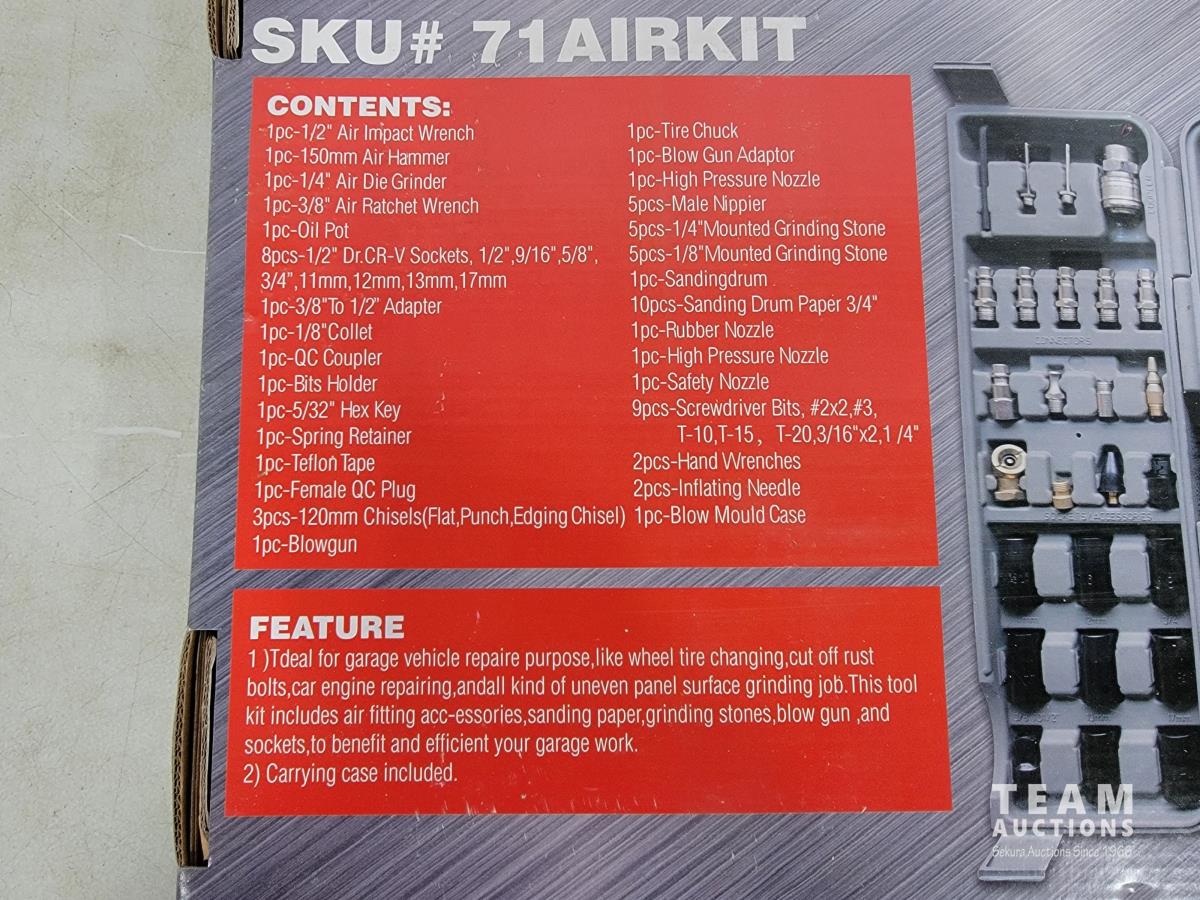 SKU# 71AIRKIT
CONTENTS:
1pc-1/2" Air Impact Wrench
1pc-150mm Air Hammer
1pc-1/4" Air Die Grinder
1pc-3/8" Air Ratchet Wrench
1pc-Oil Pot
8pcs-1/2" Dr.CR-V Sockets, 1/2",9/16",5/8",
3/4",11mm,12mm,13mm,17mm
1pc-3/8"To 1/2" Adapter
1pc-1/8"Collet
1pc-QC Coupler
1pc-Bits Holder
1pc-5/32" Hex Key
1pc-Spring Retainer
1pc-Teflon Tape
1pc-Female QC Plug
3pcs-120mm Chisels(Flat,Punch,Edging Chisel)
1pc-Blowgun
1pc-Tire Chuck
1pc-Blow Gun Adaptor
1pc-High Pressure Nozzle
5pcs-Male Nippier
5pcs-1/4"Mounted Grinding Stone
5pcs-1/8"Mounted Grinding Stone
1pc-Sandingdrum
10pcs-Sanding Drum Paper 3/4"
1pc-Rubber Nozzle
1pc-High Pressure Nozzle
1pc-Safety Nozzle
9pcs-Screwdriver Bits, #2x2,#3,
T-10,T-15, T-20,3/16"x2,1 /4"
2pcs-Hand Wrenches
2pcs-Inflating Needle
1pc-Blow Mould Case
FEATURE
1 )Tdeal for garage vehicle repaire purpose,like wheel tire changing,cut off rust
bolts,car engine repairing,andall kind of uneven panel surface grinding job.This tool
kit includes air fitting acc-essories,sanding paper,grinding stones,blow gun ,and
sockets,to benefit and efficient your garage work.
2) Carrying case included.
CONNECTORS
TEAM
AUCTIONS
Sekura Auctions Since 1966